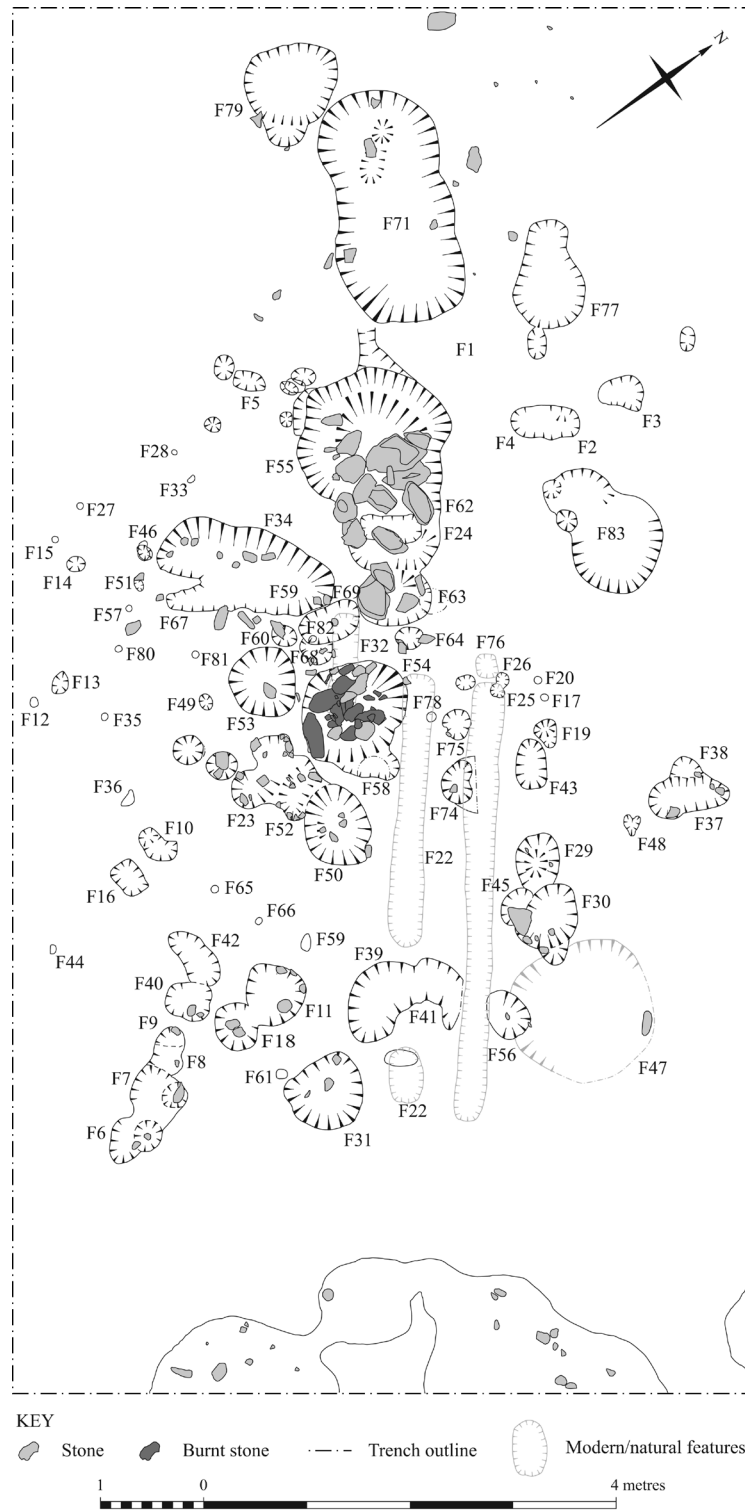 N
F79
F71
F77
F1
F5
F3
F4
F2
F28
F55
F33
F62
F27
F34
F46
F24
F83
F15
F14
F51
F59
F69
F63
F57
F67
F60
F82
F64
F80
F81
F68
F32
F76
F54
F26
F13
F20
F12
F35
F49
F53
F78
F25
F17
F75
F19
F38
F36
F58
F43
F23
F52
F74
F37
F10
F48
F50
F22
F29
F16
F65
F45
F30
F66
F44
F42
F59
F39
F40
F11
F41
F9
F18
F56
F8
F47
F7
F61
F22
F6
F31
KEY
Stone
Burnt stone
Trench outline
Modern/natural features
1 0 4 metres